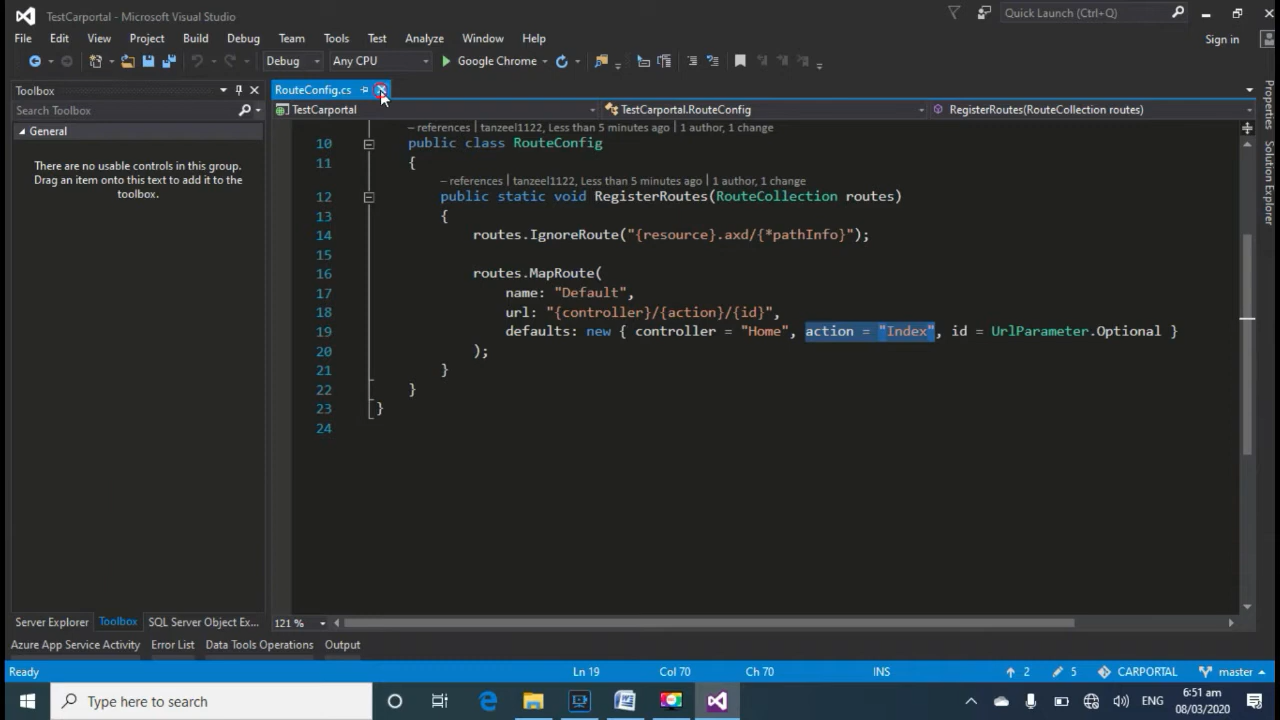 TestCarportal - Microsoft Visual Studio
Quick Launch (Ctrl+Q)
File Edit View Project Build Debug Team Tools Test Analyze Window Help
Sign in
Debug Any CPU Google Chrome
Toolbox
RouteConfig.cs
Search Toolbox
TestCarportal TestCarportal.RouteConfig RegisterRoutes(RouteCollection routes)
General
There are no usable controls in this group.
Drag an item onto this text to add it to the
toolbox.
– references | tanzeel1122, Less than 5 minutes ago | 1 author, 1 change
10 public class RouteConfig
11 {
– references | tanzeel1122, Less than 5 minutes ago | 1 author, 1 change
12 public static void RegisterRoutes(RouteCollection routes)
13 {
14 routes.IgnoreRoute("{resource}.axd/{*pathInfo}");
15
16 routes.MapRoute(
17 name: "Default",
18 url: "{controller}/{action}/{id}",
19 defaults: new { controller = "Home", action = "Index", id = UrlParameter.Optional }
20 );
21 }
22 }
23 }
24
Properties
Solution Explorer
Server Explorer Toolbox SQL Server Object Ex...
121 %
Azure App Service Activity Error List Data Tools Operations Output
Ready Ln 19 Col 70 Ch 70 INS 2 5 CARPORTAL master
Type here to search
ENG
6:51 am
08/03/2020